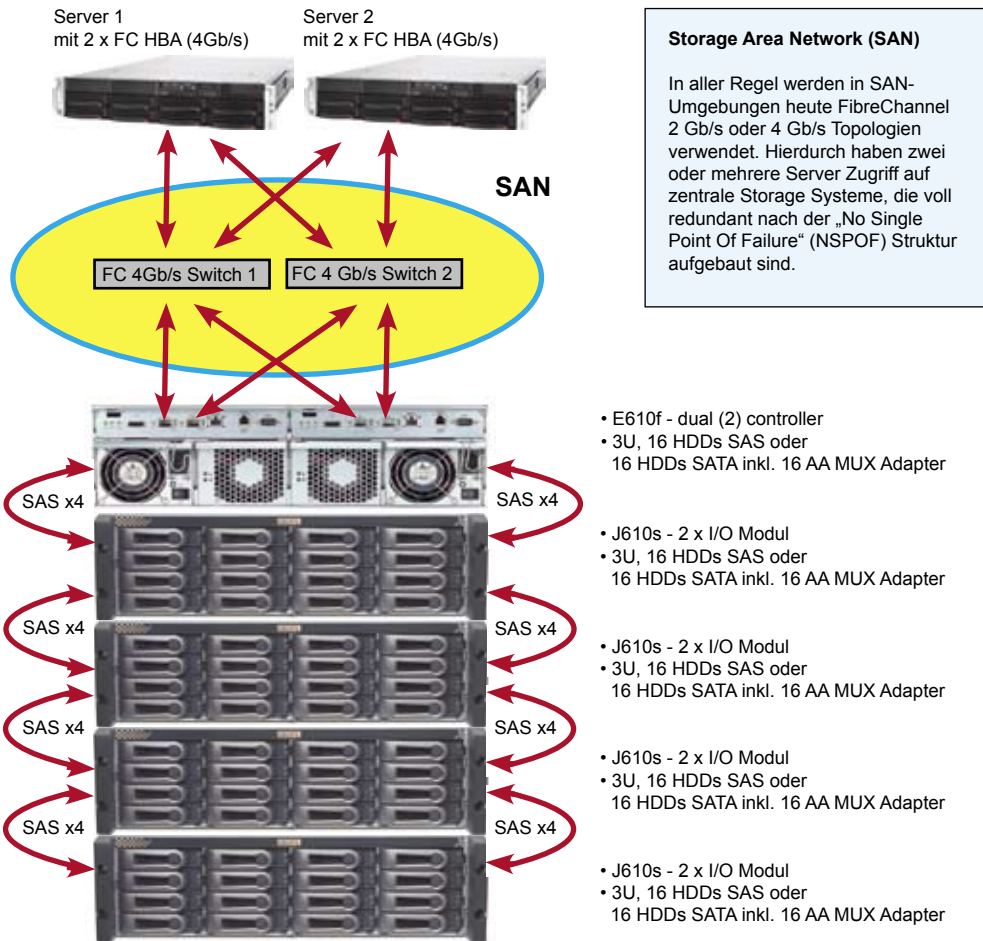 Server 1
mit 2 x FC HBA (4Gb/s)
Server 2
mit 2 x FC HBA (4Gb/s)
Storage Area Network (SAN)
In aller Regel werden in SAN-
Umgebungen heute FibreChannel
2 Gb/s oder 4 Gb/s Topologien
verwendet. Hierdurch haben zwei
oder mehrere Server Zugriff auf
zentrale Storage Systeme, die voll
redundant nach der „No Single
Point Of Failure“ (NSPOF) Struktur
aufgebaut sind.
SAN
FC 4Gb/s Switch 1
FC 4 Gb/s Switch 2
• E610f - dual (2) controller
• 3U, 16 HDDs SAS oder
16 HDDs SATA inkl. 16 AA MUX Adapter
SAS x4
SAS x4
• J610s - 2 x I/O Modul
• 3U, 16 HDDs SAS oder
16 HDDs SATA inkl. 16 AA MUX Adapter
SAS x4
SAS x4
• J610s - 2 x I/O Modul
• 3U, 16 HDDs SAS oder
16 HDDs SATA inkl. 16 AA MUX Adapter
SAS x4
SAS x4
• J610s - 2 x I/O Modul
• 3U, 16 HDDs SAS oder
16 HDDs SATA inkl. 16 AA MUX Adapter
SAS x4
SAS x4
• J610s - 2 x I/O Modul
• 3U, 16 HDDs SAS oder
16 HDDs SATA inkl. 16 AA MUX Adapter